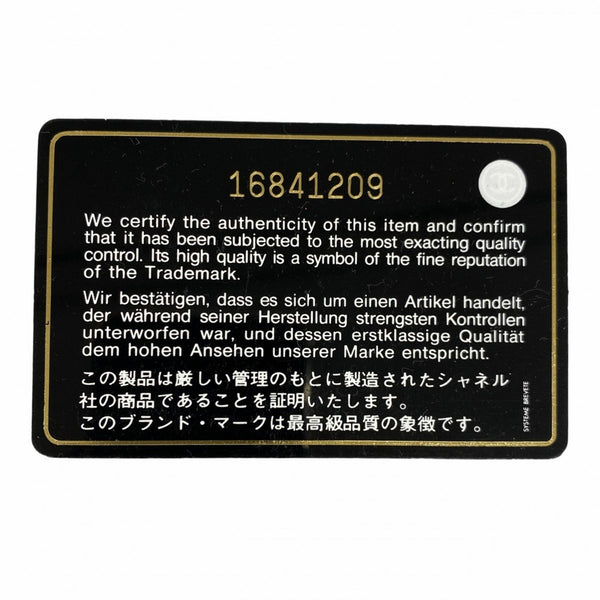 16841209
We certify the authenticity of this item and confirm
that it has been subjected to the most exacting quality
control. Its high quality is a symbol of the fine reputation
of the Trademark.
Wir bestätigen, dass es sich um einen Artikel handelt,
der während seiner Herstellung strengsten Kontrollen
unterworfen war, und dessen erstklassige Qualität
dem hohen Ansehen unserer Marke entspricht.
この製品は厳しい管理のもとに製造されたシャネル
社の商品であることを証明いたします。
このブランド・マークは最高級品質の象徴です。
SYSTEME BREVETE